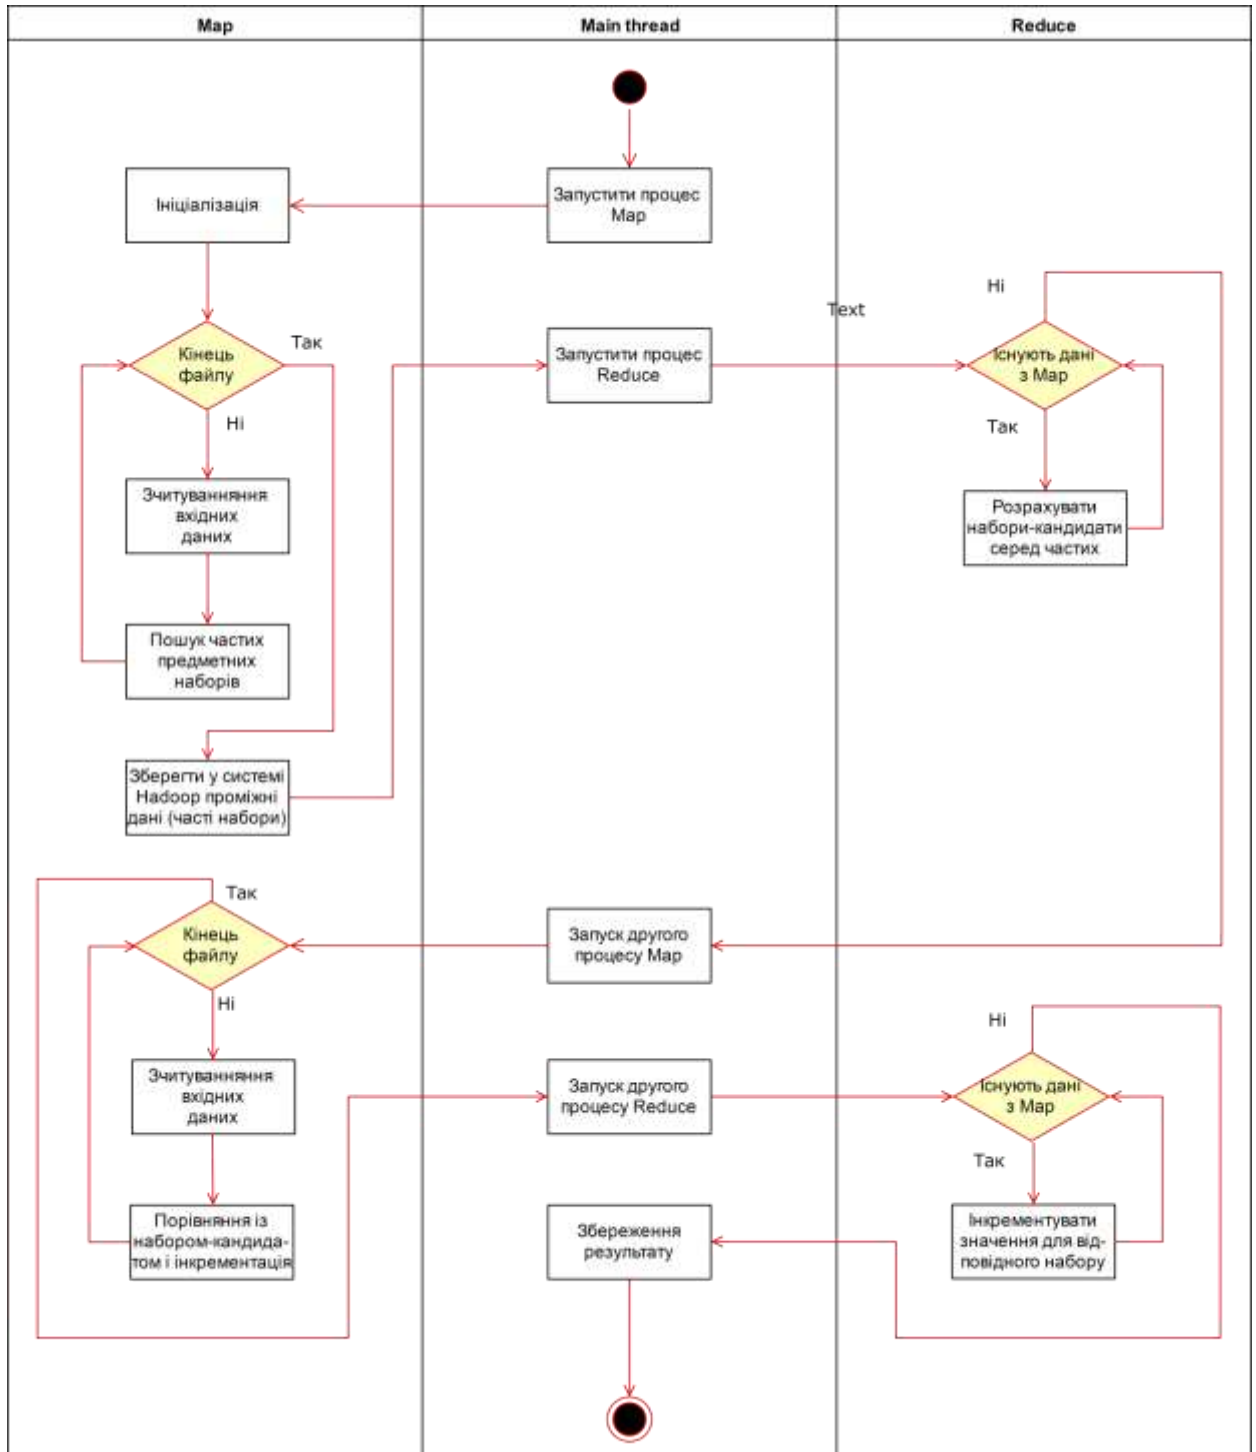 Map
Main thread
Reduce
Ініціалізація
Запустити процес
Map
Ні
Text
Кінець
файлу
Так
Запустити процес
Reduce
Існують дані
з Map
Ні
Так
Зчитуванняння
вхідних
даних
Розрахувати
набори-кандидати
серед частих
Пошук частих
предметних
наборів
Зберегти у системі
Hadoop проміжні
дані (часті набори)
Так
Кінець
файлу
Запуск другого
процесу Map
Ні
Ні
Зчитуванняння
вхідних
даних
Запуск другого
процесу Reduce
Існують дані
з Map
Так
Порівняння із
набором-кандида-
том і інкрементація
Збереження
результату
Інкрементувати
значення для від-
повідного набору